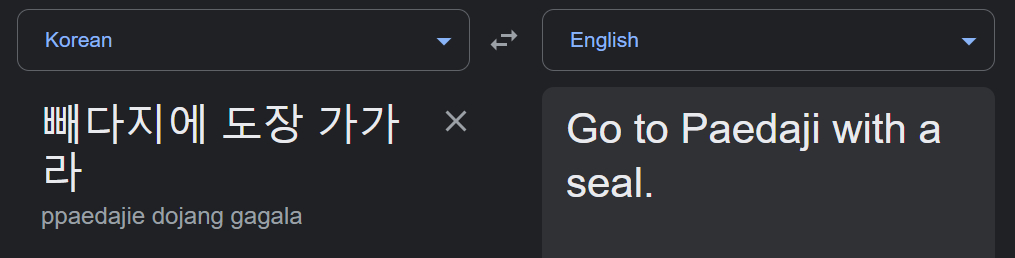 Korean
English
빼다지에 도장 가가
라
ppaedajie dojang gagala
Go to Paedaji with a
seal.